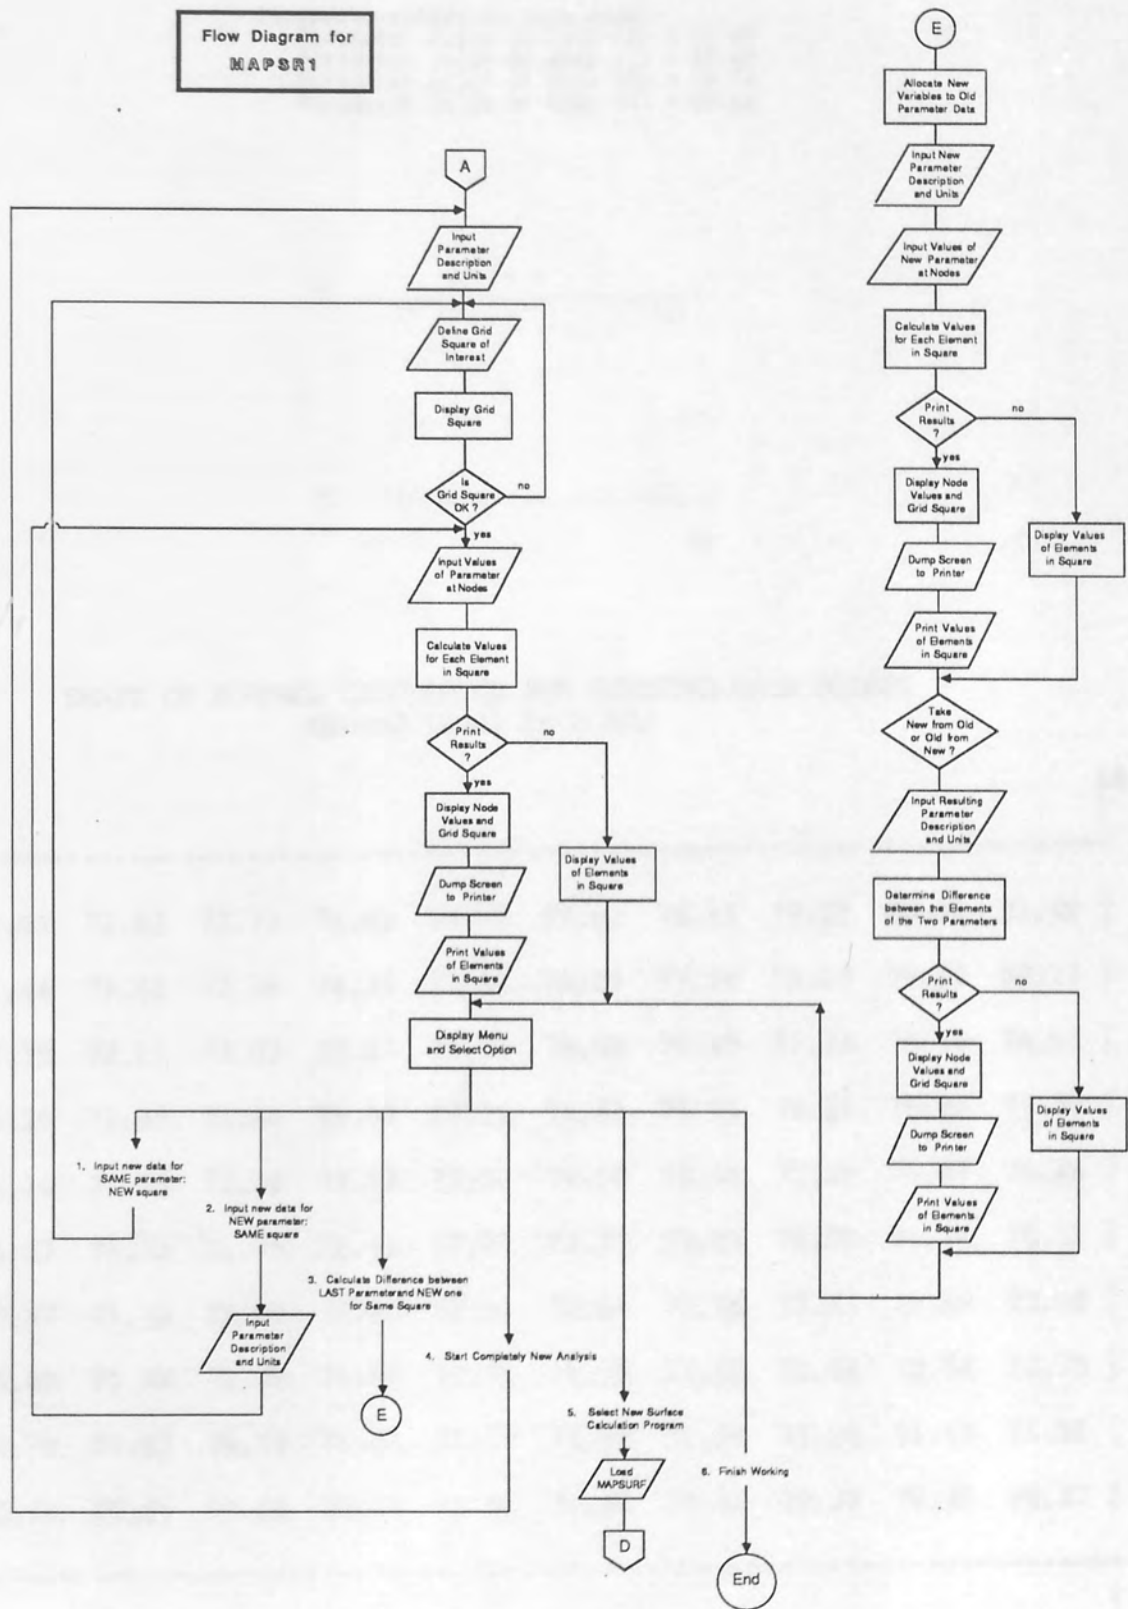 Flow Diagram for
MAPSR1
A
Input
Parameter
Description
and Units
Define Grid
Square of
Interest
Display Grid
Square
Is
Grid Square
OK ?
no
yes
Input Values
of Parameter
at Nodes
Calculate Values
for Each Element
in Square
Print
Results
?
no
yes
Display Node
Values and
Grid Square
Display Values
of Elements
in Square
Dump Screen
to Printer
Print Values
of Elements
in Square
Display Menu
and Select Option
1. Input new data for
SAME parameter:
NEW square
2. Input new data for
NEW parameter:
SAME square
Input
Parameter
Description
and Units
3. Calculate Difference between
LAST Parameter and NEW one
for Same Square
E
4. Start Completely New Analysis
5. Select New Surface
Calculation Program
Load
MAPSURF
D
6. Finish Working
End
E
Allocate New
Variables to Old
Parameter Data
Input New
Parameter
Description
and Units
Input Values of
New Parameter
at Nodes
Calculate Values
for Each Element
in Square
Print
Results
?
no
yes
Display Node
Values and
Grid Square
Display Values
of Elements
in Square
Dump Screen
to Printer
Print Values
of Elements
in Square
Take
New from Old
or Old from
New ?
Input Resulting
Parameter
Description
and Units
Determine Difference
between the Elements
of the Two Parameters
Print
Results
?
no
yes
Display Node
Values and
Grid Square
Display Values
of Elements
in Square
Dump Screen
to Printer
Print Values
of Elements
in Square